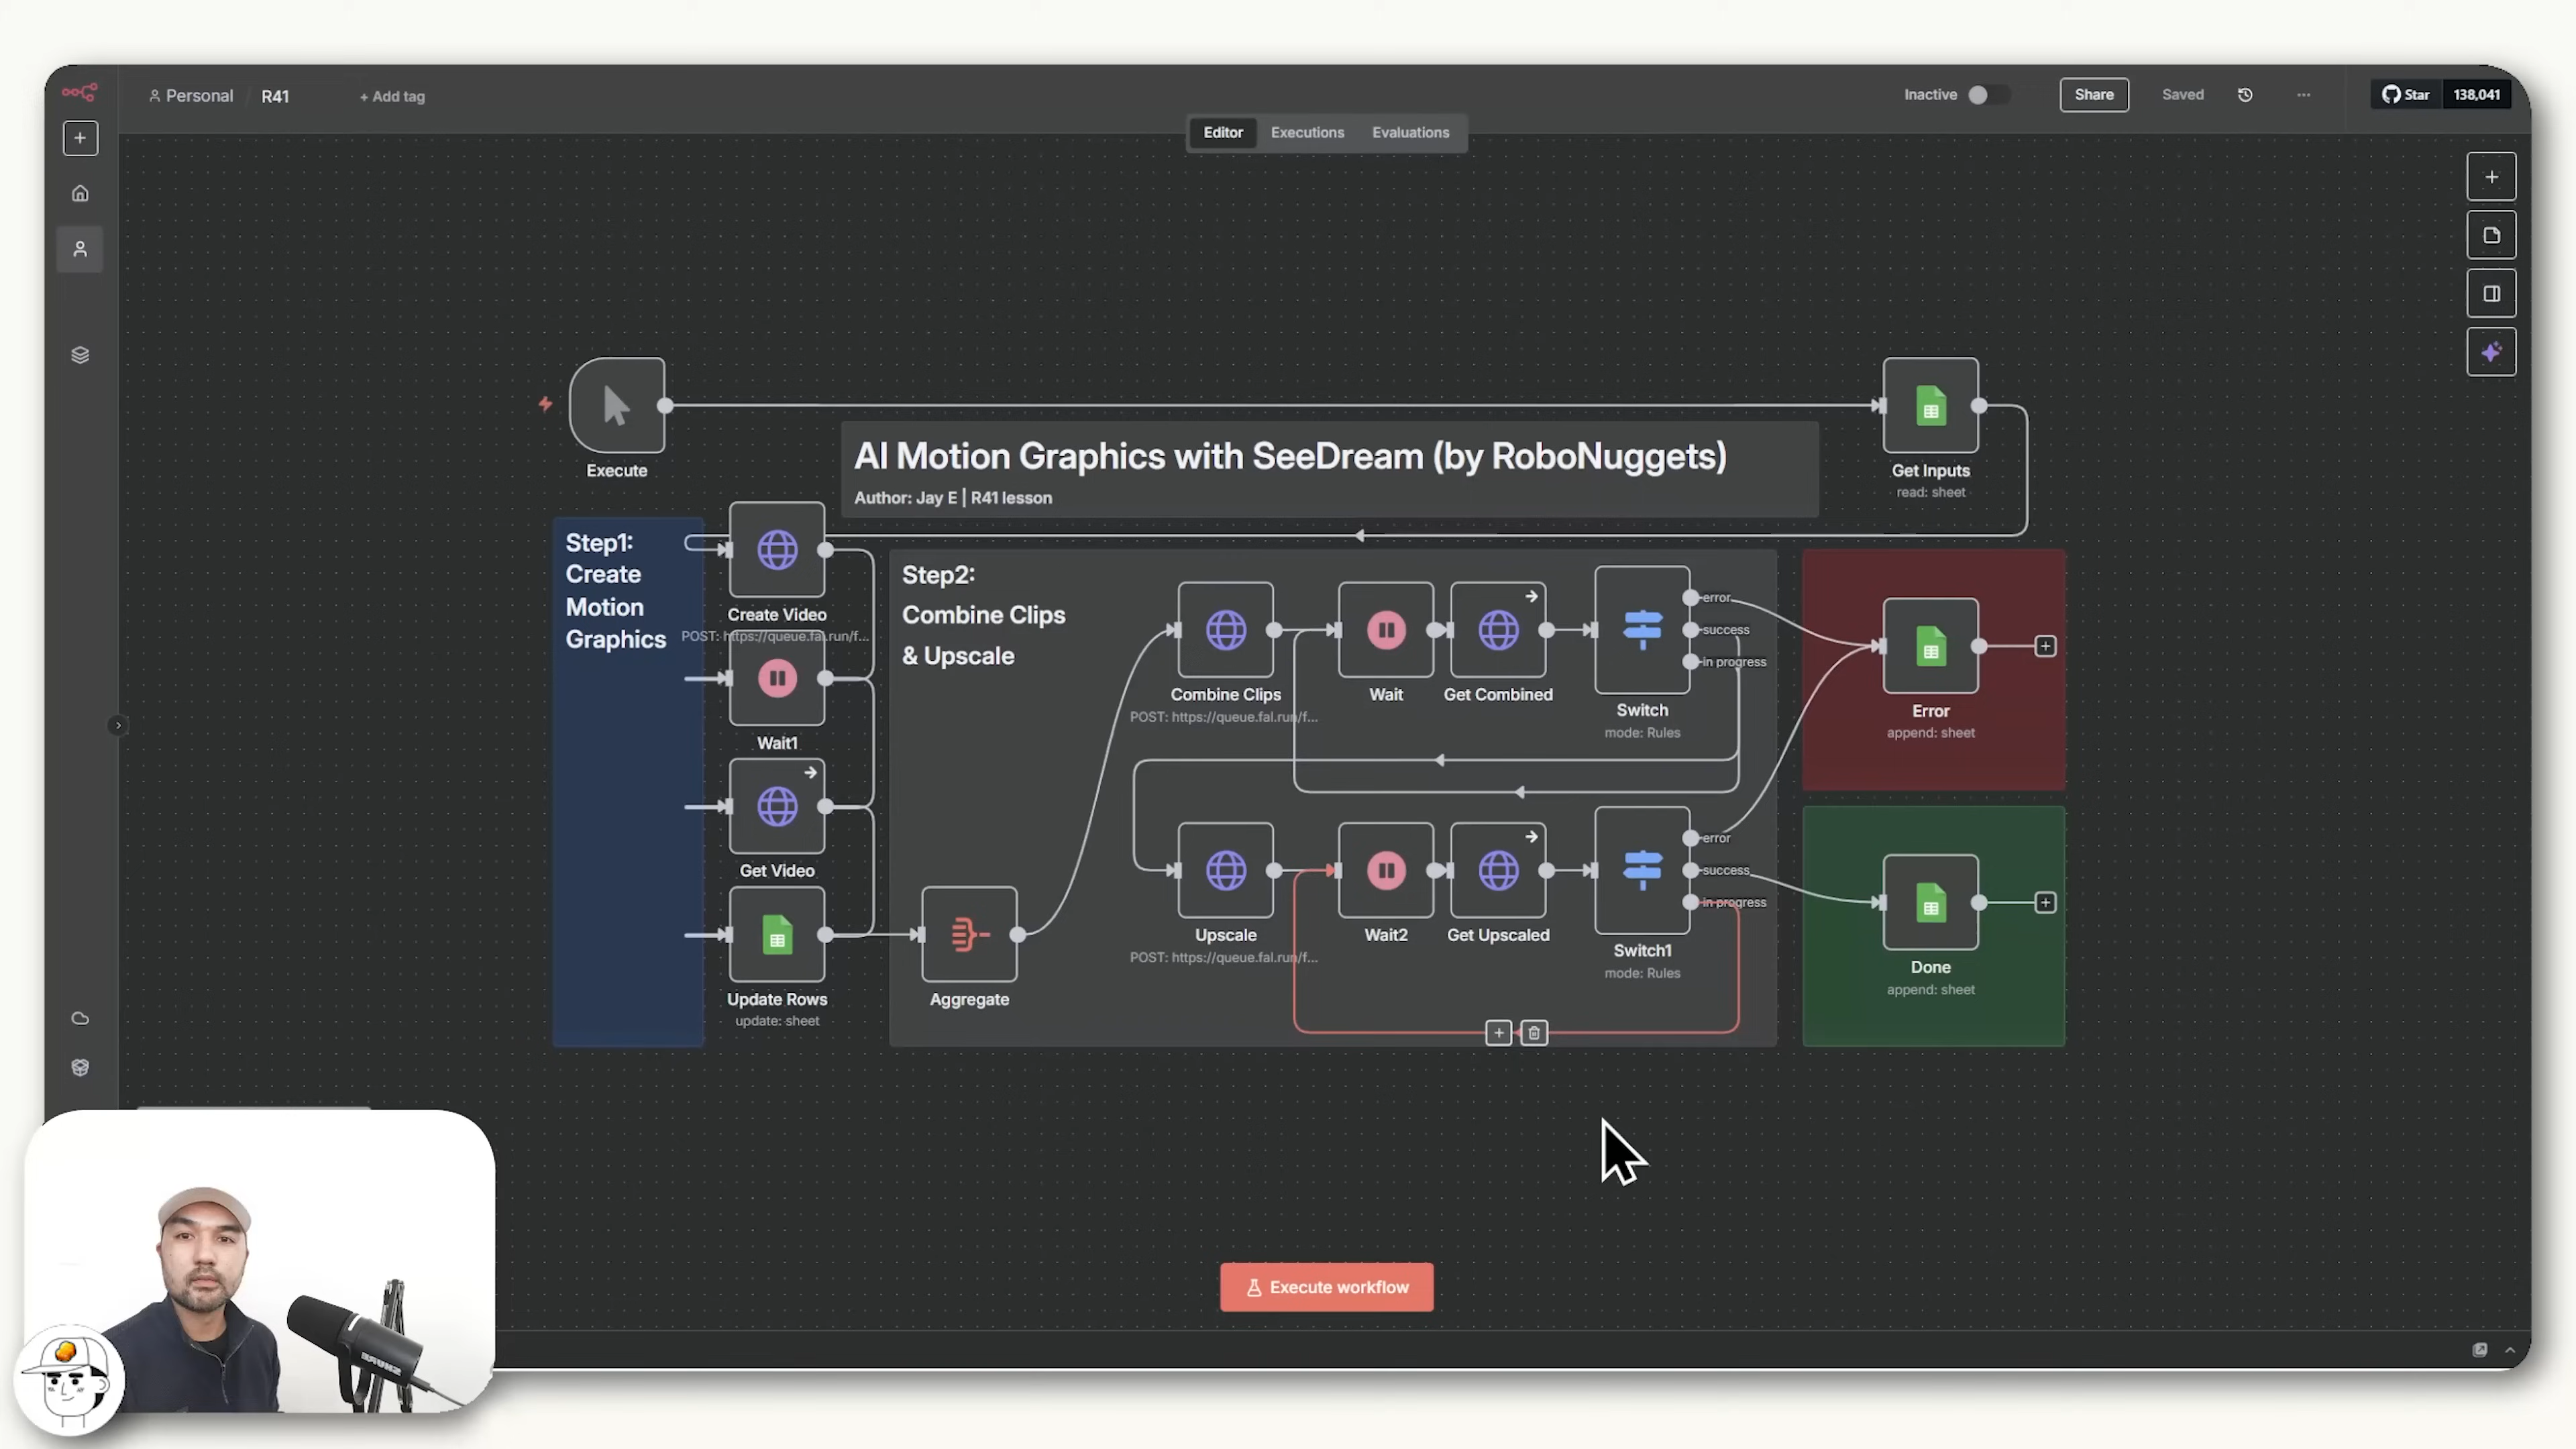 Personal / R41 + Add tag
Inactive
Share
Saved
...
Star 138,041
Editor Executions Evaluations
Execute
AI Motion Graphics with SeeDream (by RoboNuggets)
Author: Jay E | R41 lesson
Get Inputs
read: sheet
Step1:
Create
Motion
Graphics
Create Video
POST: https://queue.fal.run/f...
Wait1
Get Video
Update Rows
update: sheet
Step2:
Combine Clips
& Upscale
Aggregate
Combine Clips
POST: https://queue.fal.run/f...
Wait
Get Combined
Switch
mode: Rules
error
success
in progress
Upscale
POST: https://queue.fal.run/f...
Wait2
Get Upscaled
Switch1
mode: Rules
error
success
in progress
Error
append: sheet
Done
append: sheet
Execute workflow